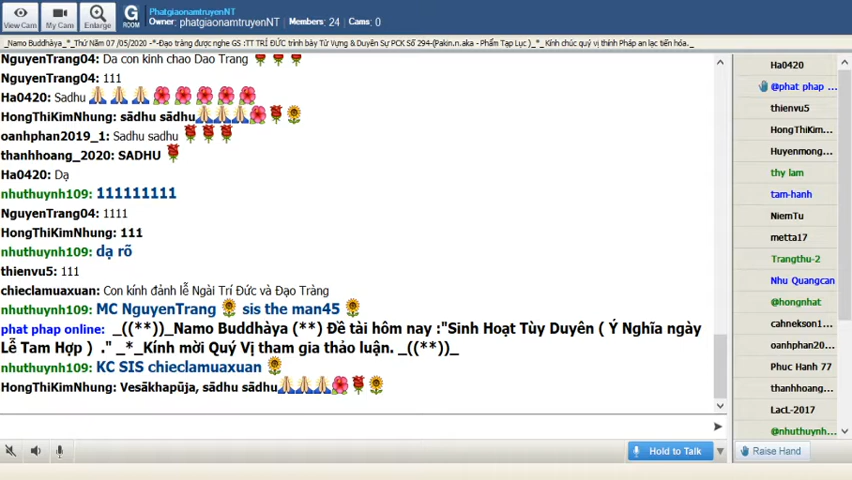 View Cam
My Cam
Enlarge
G
ROOM
PhatgiaonamtruyenNT
Owner: phatgiaonamtruyenNT | Members: 24 | Cams: 0
_Namo Buddhàya_*_Thứ Năm 07 /05/2020 -*-Đạo tràng được nghe GS :TT TRÍ ĐỨC trình bày Từ Vựng & Duyên Sự PCK Số 294-(Pakin.n.aka - Phẩm Tạp Lục )_*_ Kính chúc quý vị thính Pháp an lạc tiến hóa._
NguyenTrang04: Da con kinh chao Dao Trang
NguyenTrang04: 111
Ha0420: Sadhu
HongThiKimNhung: sādhu sādhu
oanhphan2019_1: Sadhu sadhu
thanhhoang_2020: SADHU
Ha0420: Dạ
nhuthuynh109: 111111111
NguyenTrang04: 1111
HongThiKimNhung: 111
nhuthuynh109: dạ rõ
thienvu5: 111
chieclamuaxuan: Con kính đảnh lễ Ngài Trí Đức và Đạo Tràng
nhuthuynh109: MC NguyenTrang sis the man45
phat phap online: _((**))_Namo Buddhàya (**) Đề tài hôm nay :"Sinh Hoạt Tùy Duyên ( Ý Nghĩa ngày
Lễ Tam Hợp ) ." _*_Kính mời Quý Vị tham gia thảo luận. _((**))_
nhuthuynh109: KC SIS chieclamuaxuan
HongThiKimNhung: Vesākhapūja, sādhu sādhu
Hold to Talk
Ha0420
@phat phap ...
thienvu5
HongThiKim...
Huyenmong...
thy lam
tam-hanh
NiemTu
metta17
Trangthu-2
Nhu Quangcan
@hongnhat
cahnekson1...
oanhphan20...
Phuc Hanh 77
thanhhoang...
LacL-2017
@nhuthuynh...
Raise Hand